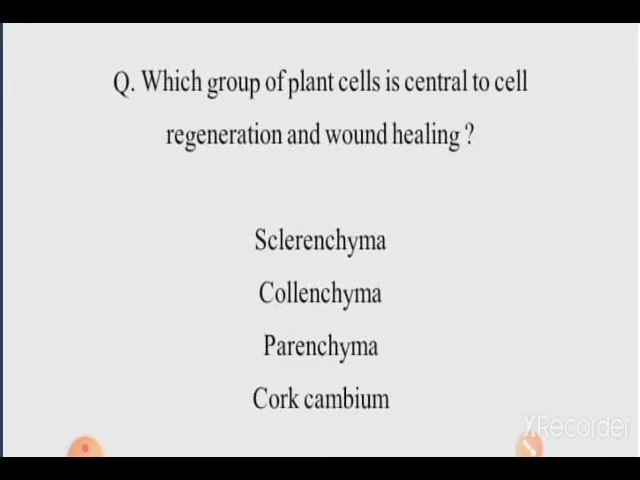 Q. Which group of plant cells is central to cell
regeneration and wound healing ?
Sclerenchyma
Collenchyma
Parenchyma
Cork cambium
XRecorder